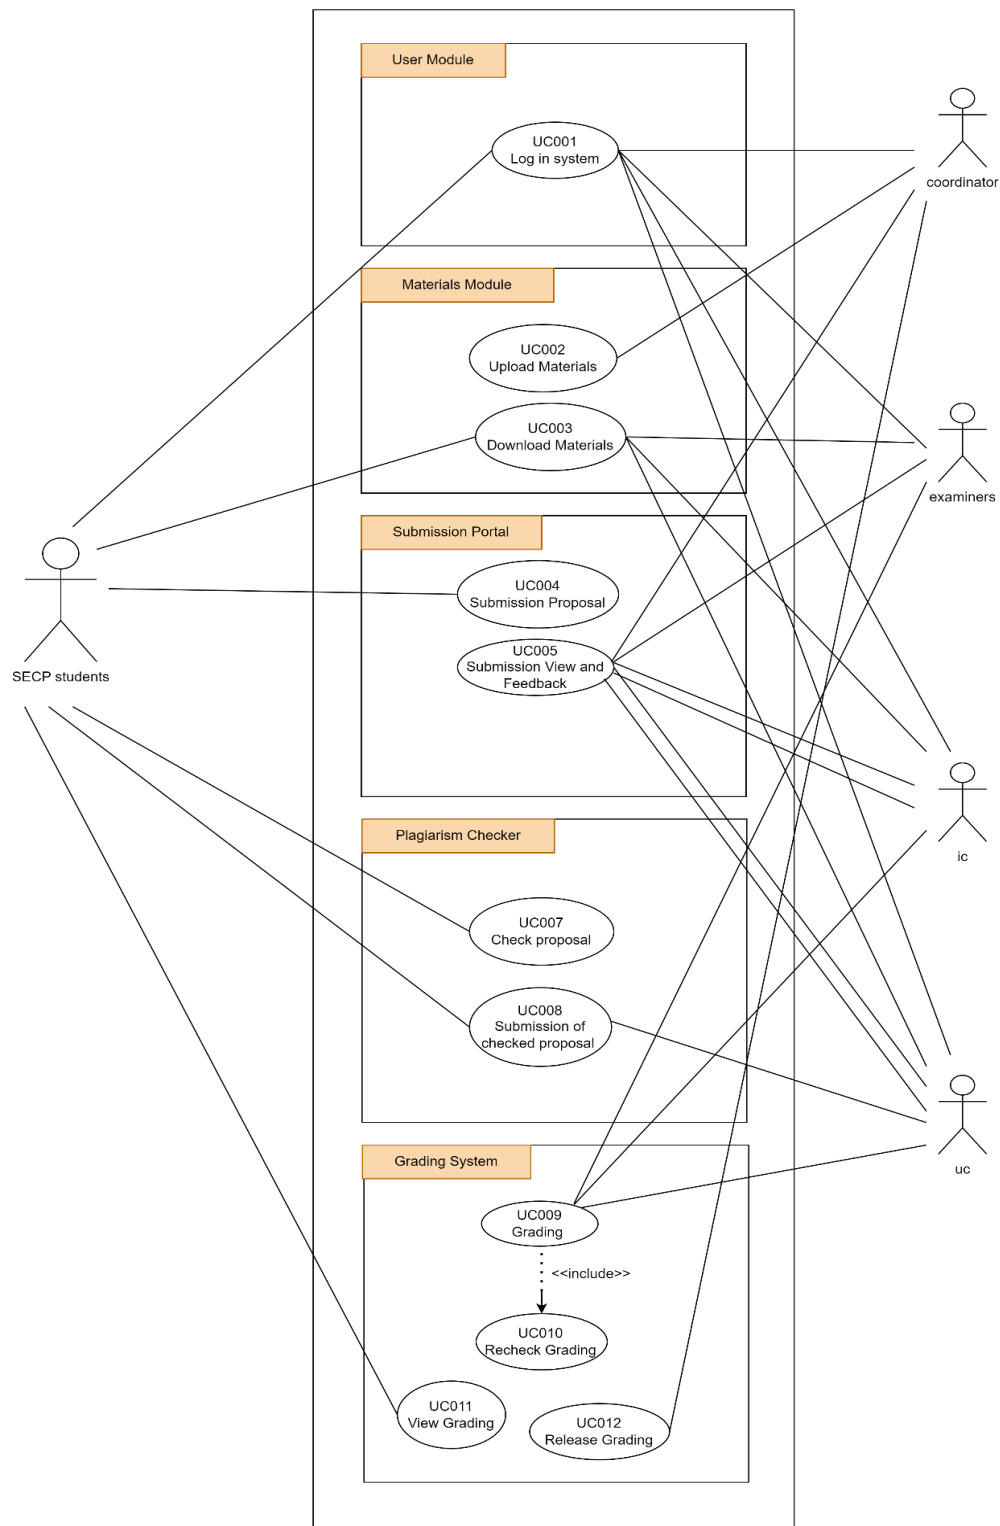 User Module
UC001
Log in system
coordinator
Materials Module
UC002
Upload Materials
UC003
Download Materials
examiners
Submission Portal
UC004
Submission Proposal
UC005
Submission View and
Feedback
SECP students
ic
Plagiarism Checker
UC007
Check proposal
UC008
Submission of
checked proposal
uc
Grading System
UC009
Grading
<<include>>
UC010
Recheck Grading
UC011
View Grading
UC012
Release Grading